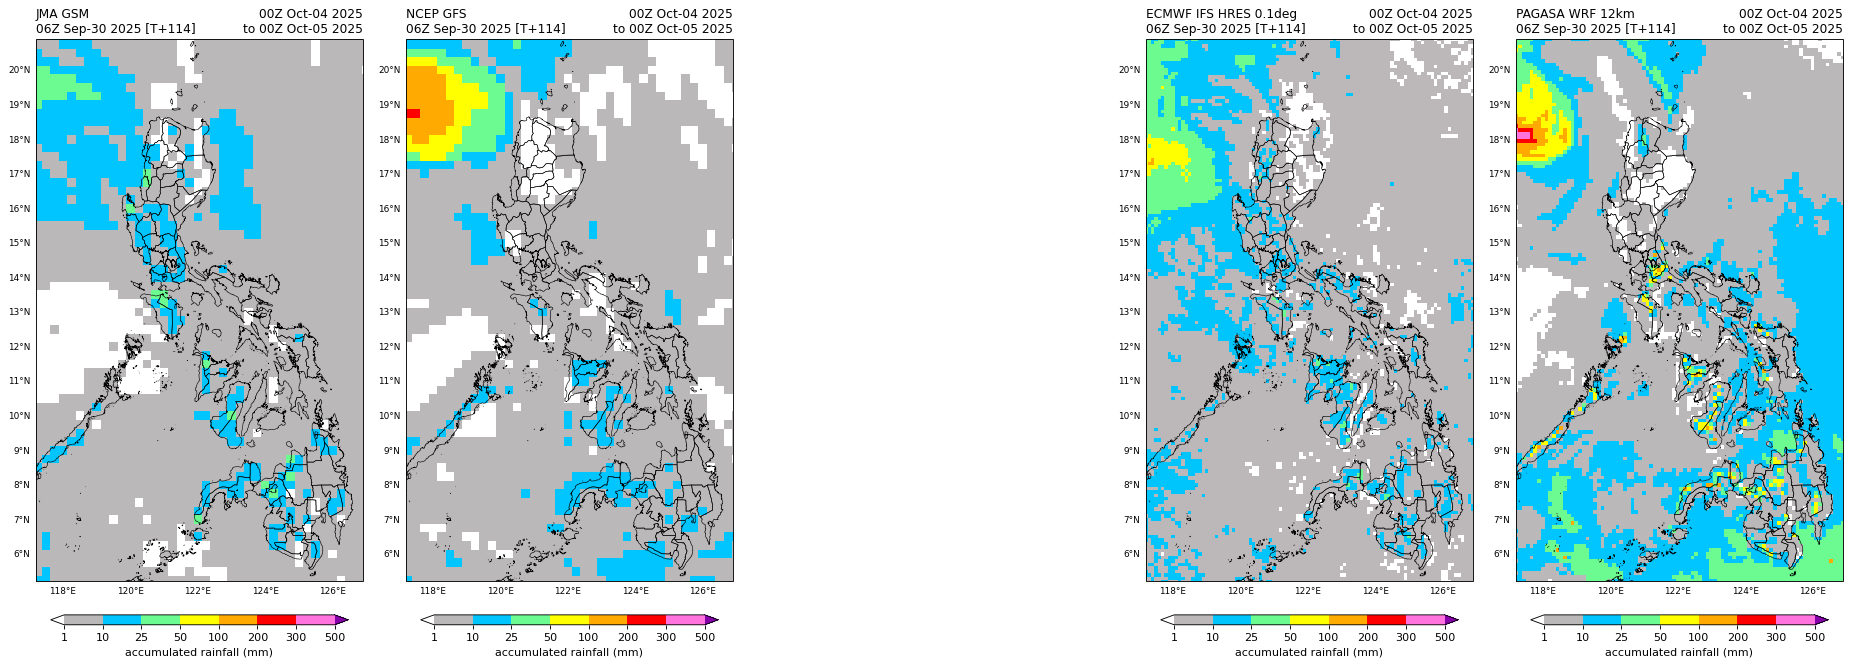 JMA GSM 00Z Oct-04 2025
06Z Sep-30 2025 [T+114] to 00Z Oct-05 2025
20°N
19°N
18°N
17°N
16°N
15°N
14°N
13°N
12°N
11°N
10°N
9°N
8°N
7°N
6°N
118°E 120°E 122°E 124°E 126°E
1 10 25 50 100 200 300 500
accumulated rainfall (mm)
NCEP GFS 00Z Oct-04 2025
06Z Sep-30 2025 [T+114] to 00Z Oct-05 2025
20°N
19°N
18°N
17°N
16°N
15°N
14°N
13°N
12°N
11°N
10°N
9°N
8°N
7°N
6°N
118°E 120°E 122°E 124°E 126°E
1 10 25 50 100 200 300 500
accumulated rainfall (mm)
ECMWF IFS HRES 0.1deg 00Z Oct-04 2025
06Z Sep-30 2025 [T+114] to 00Z Oct-05 2025
20°N
19°N
18°N
17°N
16°N
15°N
14°N
13°N
12°N
11°N
10°N
9°N
8°N
7°N
6°N
118°E 120°E 122°E 124°E 126°E
1 10 25 50 100 200 300 500
accumulated rainfall (mm)
PAGASA WRF 12km 00Z Oct-04 2025
06Z Sep-30 2025 [T+114] to 00Z Oct-05 2025
20°N
19°N
18°N
17°N
16°N
15°N
14°N
13°N
12°N
11°N
10°N
9°N
8°N
7°N
6°N
118°E 120°E 122°E 124°E 126°E
1 10 25 50 100 200 300 500
accumulated rainfall (mm)